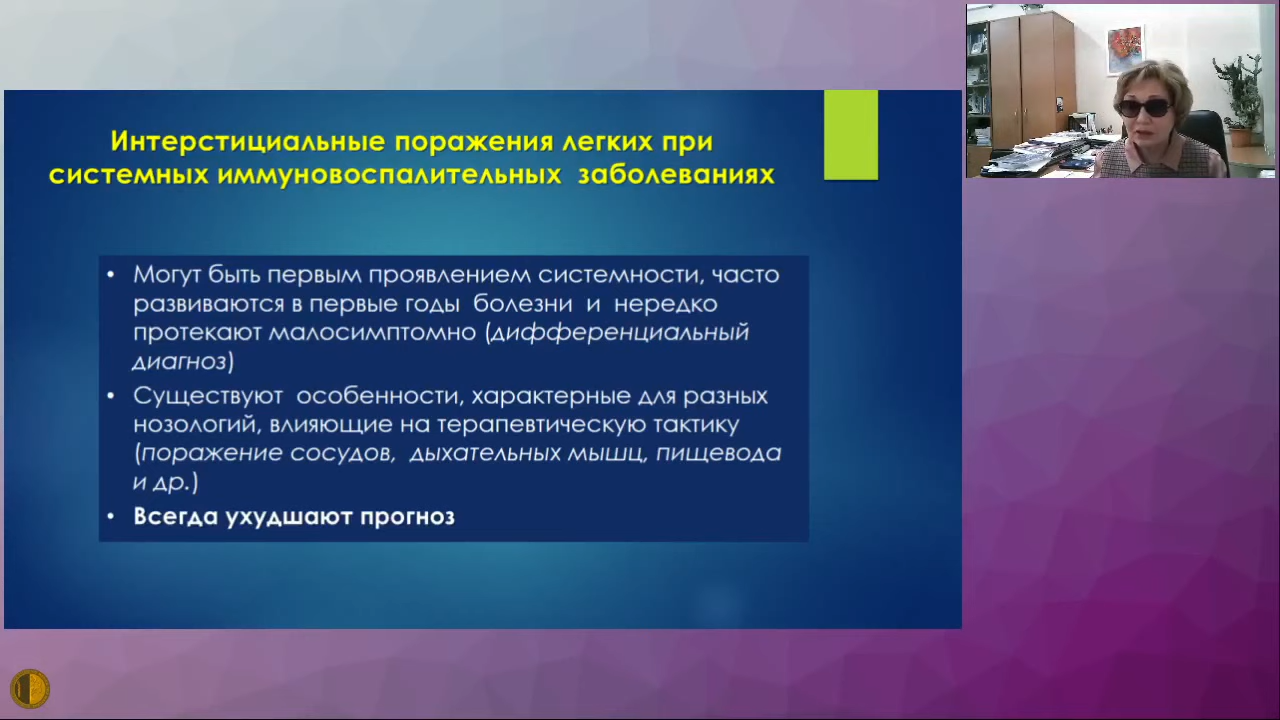 Интерстициальные поражения легких при
системных иммуновоспалительных заболеваниях
• Могут быть первым проявлением системности, часто
развиваются в первые годы болезни и нередко
протекают малосимптомно (дифференциальный
диагноз)
• Существуют особенности, характерные для разных
нозологий, влияющие на терапевтическую тактику
(поражение сосудов, дыхательных мышц, пищевода
и др.)
• Всегда ухудшают прогноз